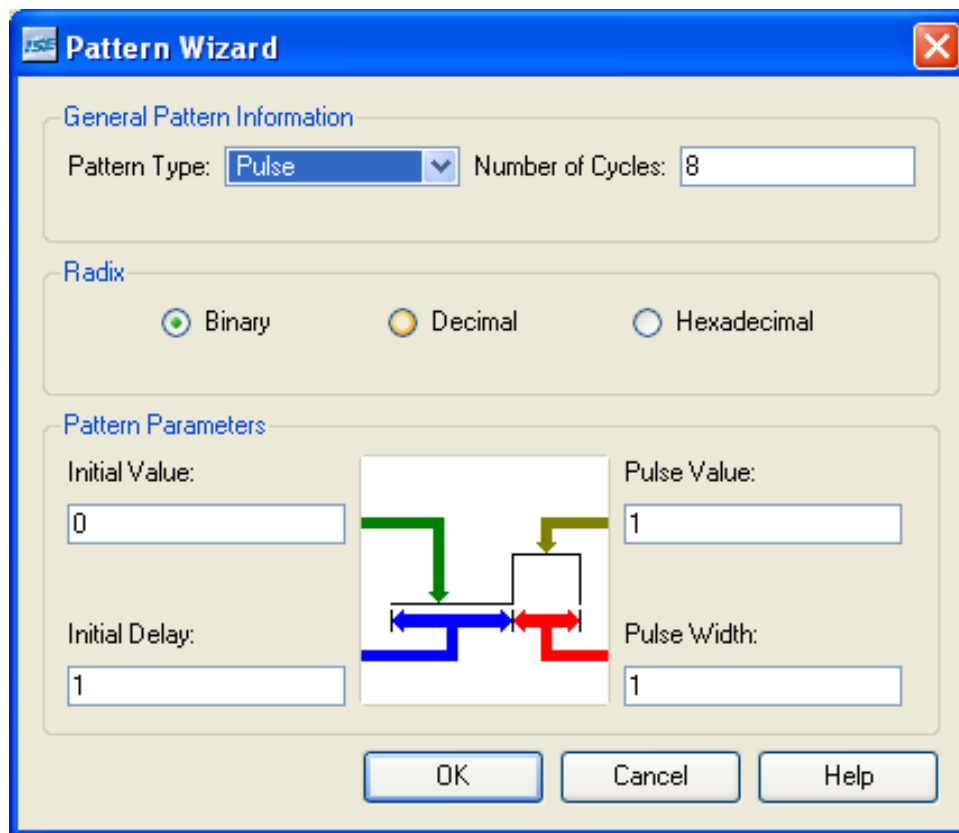 ISE Pattern Wizard
General Pattern Information
Pattern Type: Pulse Number of Cycles: 8
Radix
Binary Decimal Hexadecimal
Pattern Parameters
Initial Value: Pulse Value:
0 1
Initial Delay: Pulse Width:
1 1
OK Cancel Help